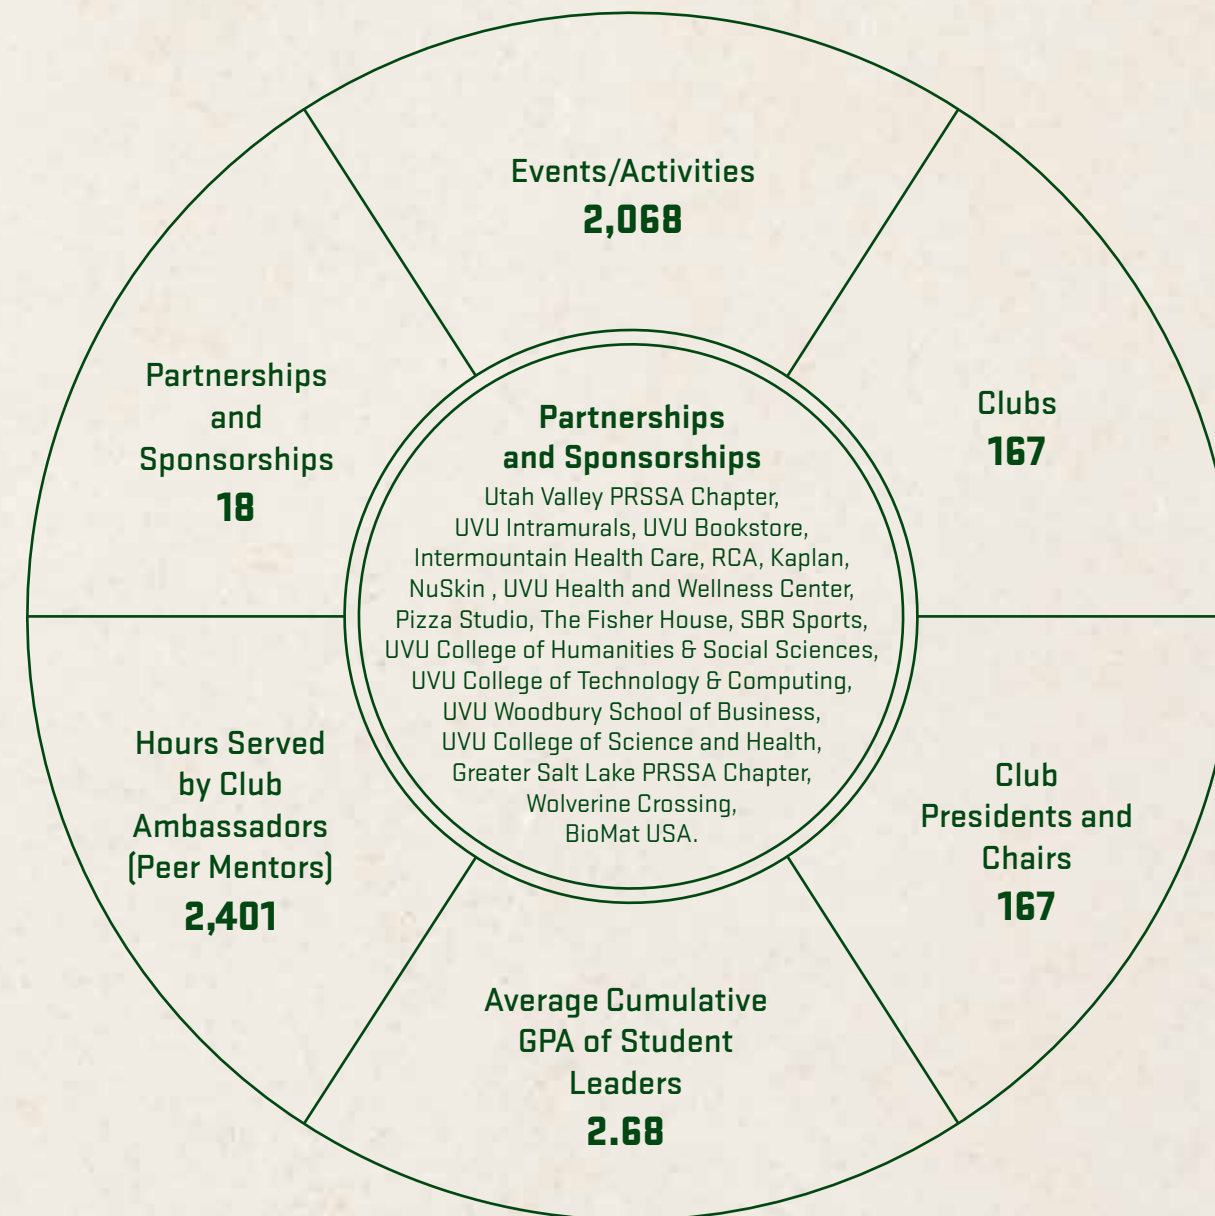 Events/Activities
2,068
Partnerships
and
Sponsorships
18
Clubs
167
Partnerships
and Sponsorships
Utah Valley PRSSA Chapter,
UVU Intramurals, UVU Bookstore,
Intermountain Health Care, RCA, Kaplan,
NuSkin , UVU Health and Wellness Center,
Pizza Studio, The Fisher House, SBR Sports,
UVU College of Humanities & Social Sciences,
UVU College of Technology & Computing,
UVU Woodbury School of Business,
UVU College of Science and Health,
Greater Salt Lake PRSSA Chapter,
Wolverine Crossing,
BioMat USA.
Hours Served
by Club
Ambassadors
(Peer Mentors)
2,401
Club
Presidents and
Chairs
167
Average Cumulative
GPA of Student
Leaders
2.68